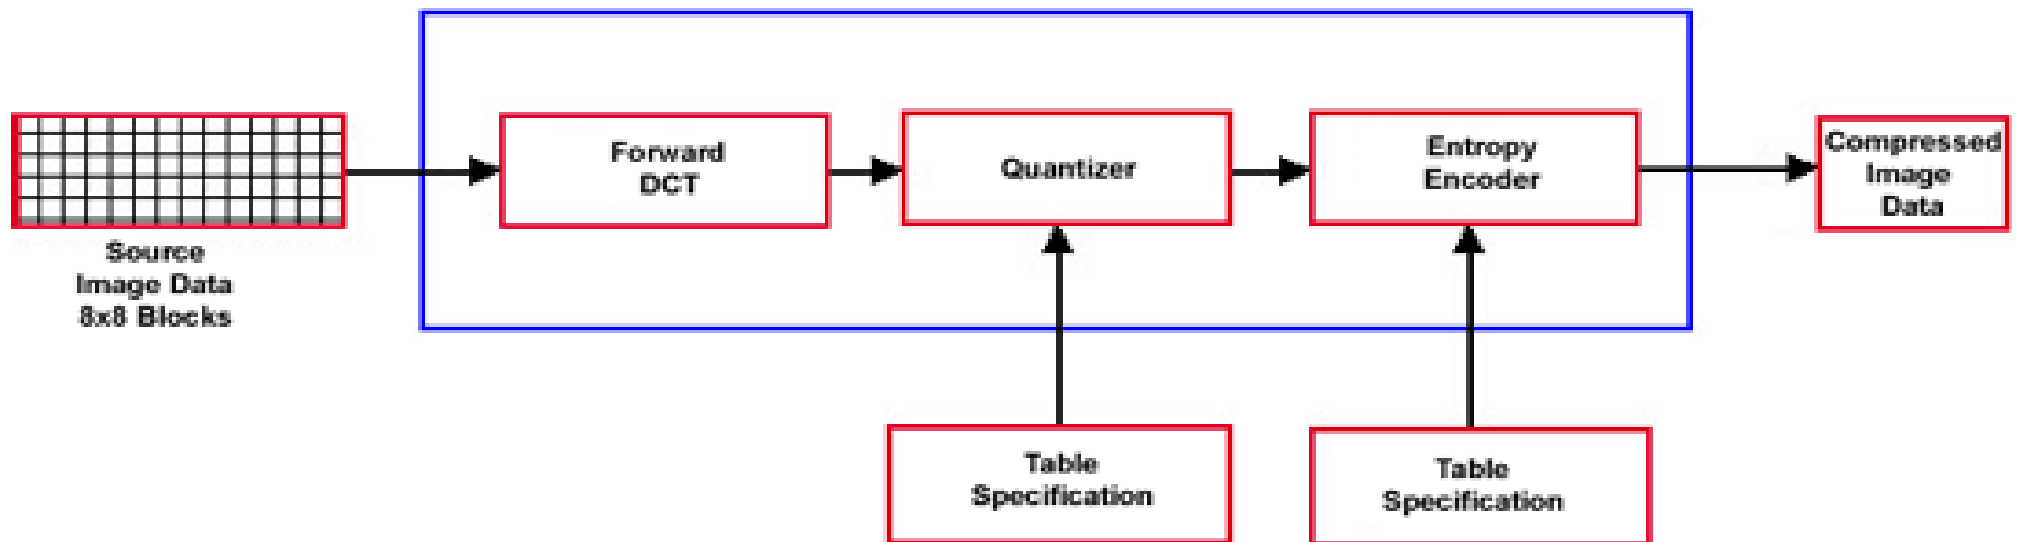 Source
Image Data
8x8 Blocks
Forward
DCT
Quantizer
Entropy
Encoder
Compressed
Image
Data
Table
Specification
Table
Specification